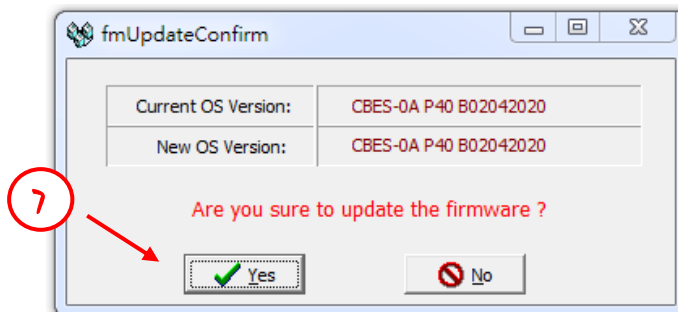 fmUpdateConfirm
Current OS Version: CBES-0A P40 B02042020
New OS Version: CBES-0A P40 B02042020
Are you sure to update the firmware ?
7
Yes No